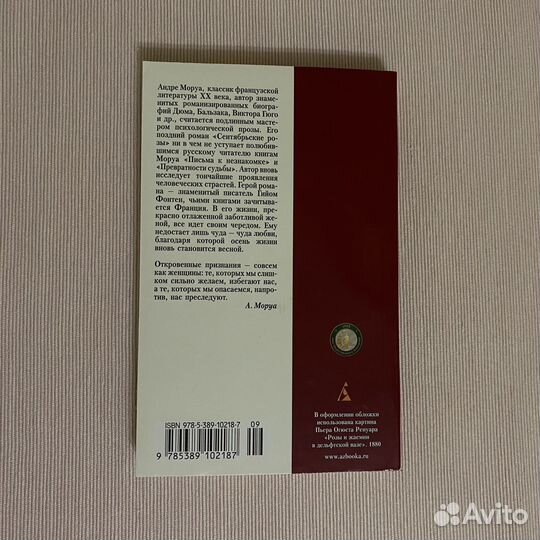 Андре Моруа, классик французской
литературы XX века, автор знаме-
нитых романизированных биогра-
фий Дюма, Бальзака, Виктора Гюго
и др., считается подлинным масте-
ром психологической прозы. Его
поздний роман «Сентябрьские ро-
зы» ни в чем не уступает полюбив-
шимся русскому читателю книгам
Моруа «Письма к незнакомке» и
«Превратности судьбы». Автор вновь
исследует тончайшие проявления
человеческих страстей. Герой рома-
на – знаменитый писатель Гийом
Фонтен, чьими книгами зачитыва-
ется Франция. В его жизни, пре-
красно отлаженной заботливой же-
ной, все идет своим чередом. Ему
недостает лишь чуда – чуда любви,
благодаря которой осень жизни
вновь становится весной.
Откровенные признания – совсем
как женщины: те, которых мы слиш-
ком сильно желаем, избегают нас,
а те, которых мы опасаемся, напро-
тив, нас преследуют.
А. Моруа
ISBN 978-5-389-10218-7
09
9 785389 102187
В оформлении обложки
использована картина
Пьера Огюста Ренуара
«Розы и жасмин
в дельфтской вазе». 1880
www.azbooka.ru
Avito